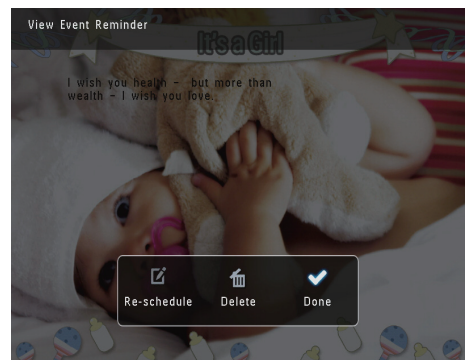 View Event Reminder
It's a Girl
I wish you health – but more than
wealth – I wish you love.
Re-schedule
Delete
Done